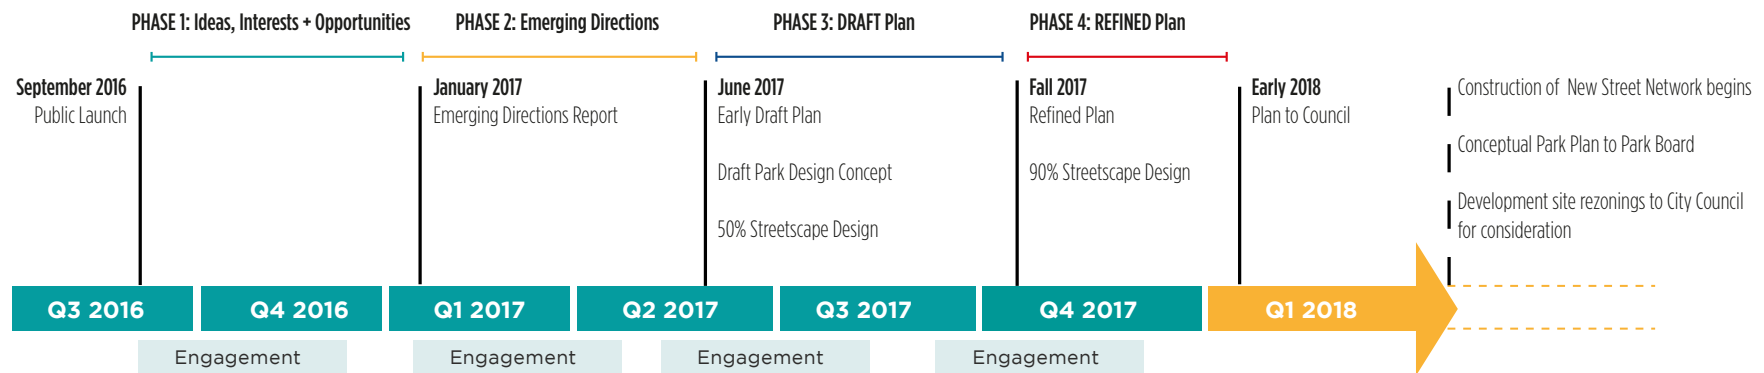 PHASE 1: Ideas, Interests + Opportunities
PHASE 2: Emerging Directions
PHASE 3: DRAFT Plan
PHASE 4: REFINED Plan
September 2016
Public Launch
January 2017
Emerging Directions Report
June 2017
Early Draft Plan
Draft Park Design Concept
50% Streetscape Design
Fall 2017
Refined Plan
90% Streetscape Design
Early 2018
Plan to Council
Construction of New Street Network begins
Conceptual Park Plan to Park Board
Development site rezonings to City Council
for consideration
Q3 2016
Q4 2016
Q1 2017
Q2 2017
Q3 2017
Q4 2017
Q1 2018
Engagement
Engagement
Engagement
Engagement